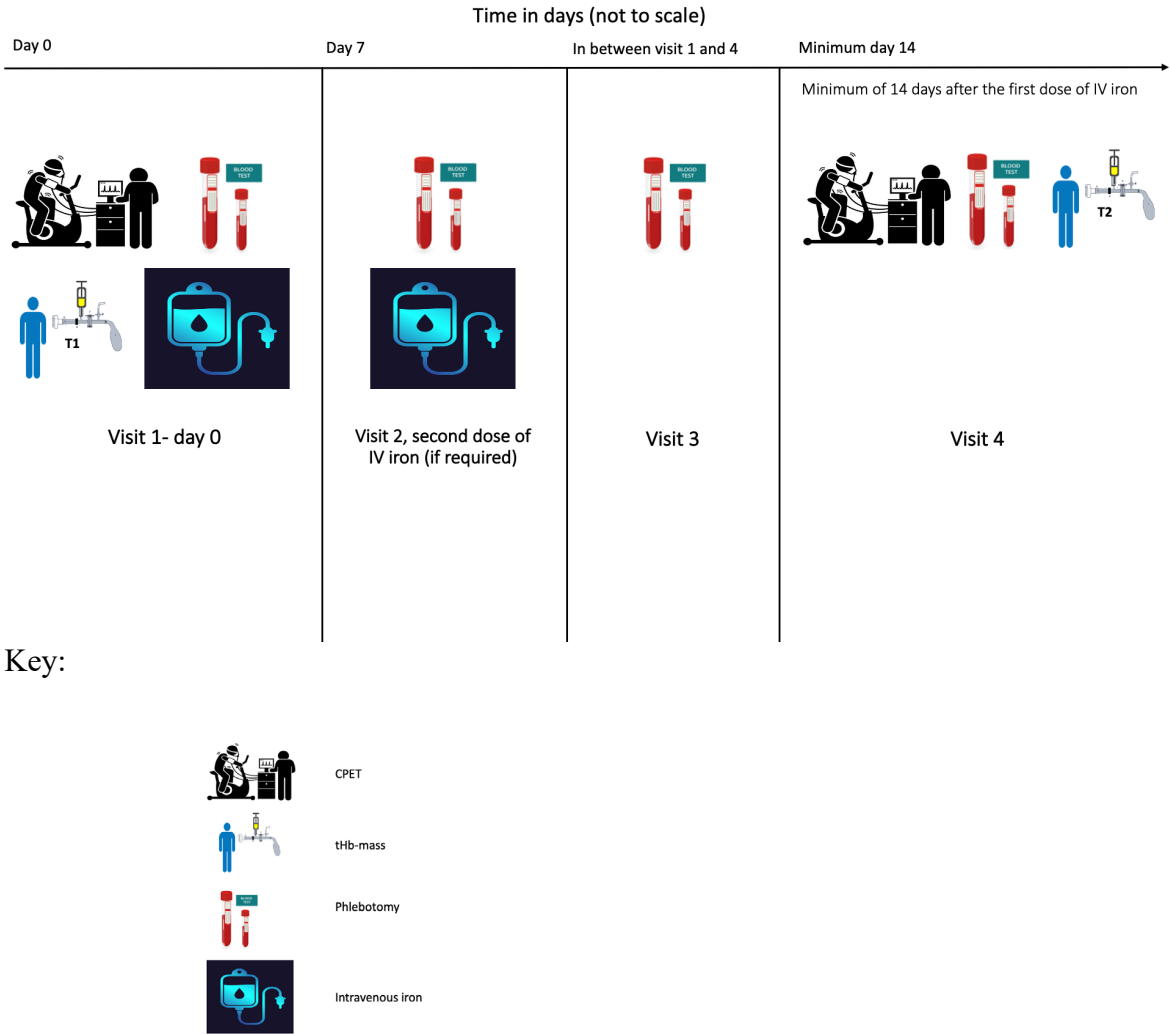 Time in days (not to scale)
Day 0
Day 7
In between visit 1 and 4
Minimum day 14
Minimum of 14 days after the first dose of IV iron
BLOOD
TEST
BLOOD
TEST
BLOOD
TEST
BLOOD
TEST
T2
T1
Visit 1- day 0
Visit 2, second dose of
IV iron (if required)
Visit 3
Visit 4
Key:
CPET
tHb-mass
BLOOD
TEST
Phlebotomy
Intravenous iron